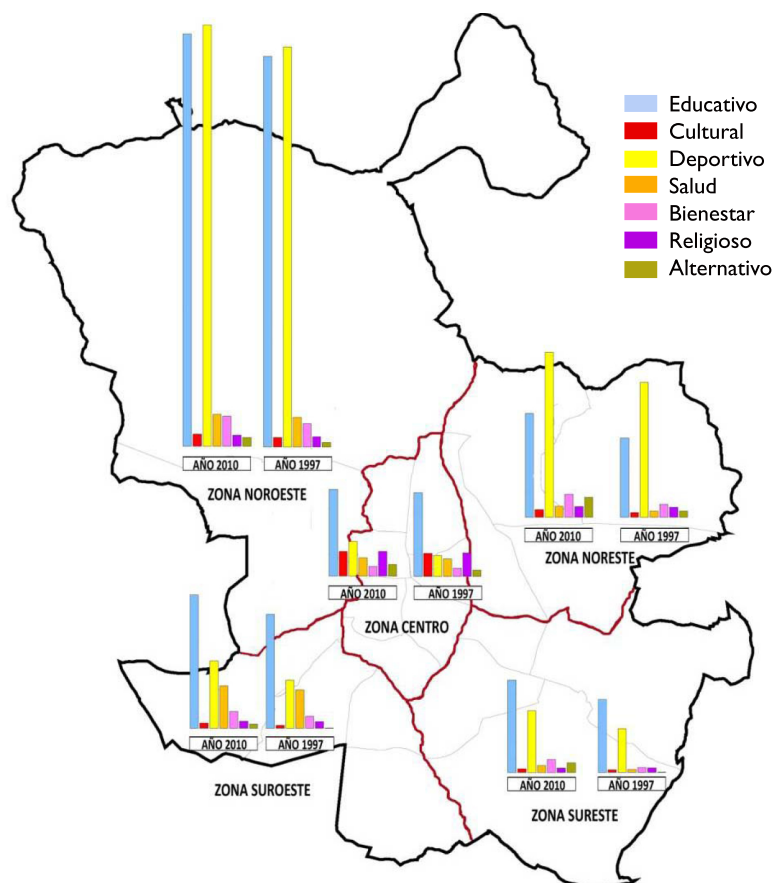 Educativo
Cultural
Deportivo
Salud
Bienestar
Religioso
Alternativo
AÑO 2010
AÑO 1997
ZONA NOROESTE
AÑO 2010
AÑO 1997
ZONA NORESTE
AÑO 2010
AÑO 1997
ZONA CENTRO
AÑO 2010
AÑO 1997
ZONA SUROESTE
AÑO 2010
AÑO 1997
ZONA SURESTE